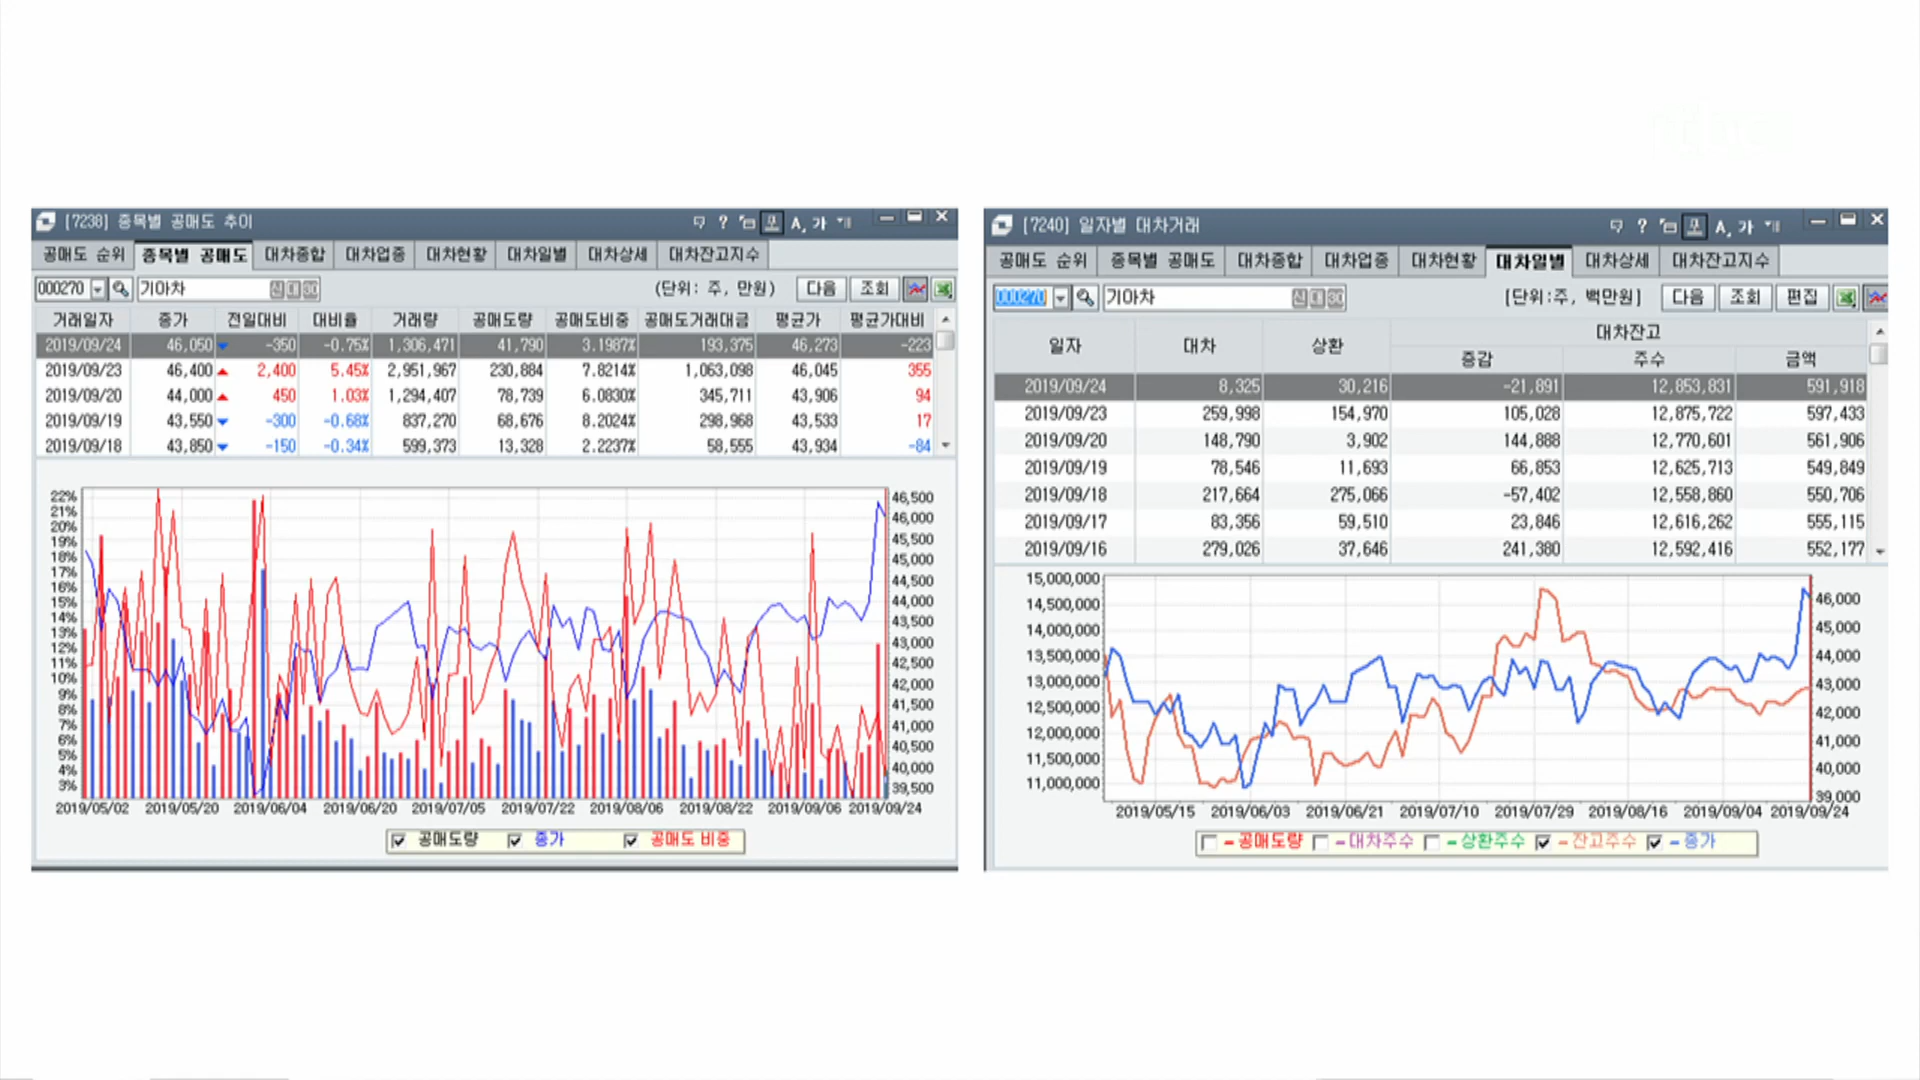 [7238] 종목별 공매도 추이
? A, 가
공매도 순위 종목별 공매도 대차종합 대차업종 대차현황 대차일별 대차상세 대차잔고지수
000270 기아차 (단위: 주, 만원) 다음 조회
거래일자 종가 전일대비 대비율 거래량 공매도량 공매도비중 공매도거래대금 평균가 평균가대비
2019/09/24 46,050 -350 -0.75% 1,306,471 41,790 3.1987% 193,375 46,273 -223
2019/09/23 46,400 2,400 5.45% 2,951,967 230,884 7.8214% 1,063,098 46,045 355
2019/09/20 44,000 450 1.03% 1,294,407 78,739 6.0830% 345,711 43,906 94
2019/09/19 43,550 -300 -0.68% 837,270 68,676 8.2024% 298,968 43,533 17
2019/09/18 43,850 -150 -0.34% 599,373 13,328 2.2237% 58,555 43,934 -84
22% 46,500
21% 46,000
20% 45,500
19% 45,000
18% 44,500
17% 44,000
16% 43,500
15% 43,000
14% 42,500
13% 42,000
12% 41,500
11% 41,000
10% 40,500
9% 40,000
8% 39,500
7%
6%
5%
4%
3%
2019/05/02 2019/05/20 2019/06/04 2019/06/20 2019/07/05 2019/07/22 2019/08/06 2019/08/22 2019/09/06 2019/09/24
공매도량 종가 공매도 비중
[7240] 일자별 대차거래
? A, 가
공매도 순위 종목별 공매도 대차종합 대차업종 대차현황 대차일별 대차상세 대차잔고지수
000270 기아차 [단위:주, 백만원] 다음 조회 편집
일자 대차 상환 대차잔고
증감 주수 금액
2019/09/24 8,325 30,216 -21,891 12,853,831 591,918
2019/09/23 259,998 154,970 105,028 12,875,722 597,433
2019/09/20 148,790 3,902 144,888 12,770,601 561,906
2019/09/19 78,546 11,693 66,853 12,625,713 549,849
2019/09/18 217,664 275,066 -57,402 12,558,860 550,706
2019/09/17 83,356 59,510 23,846 12,616,262 555,115
2019/09/16 279,026 37,646 241,380 12,592,416 552,177
15,000,000 46,000
14,500,000 45,000
14,000,000 44,000
13,500,000 43,000
13,000,000 42,000
12,500,000 41,000
12,000,000 40,000
11,500,000 39,000
11,000,000
2019/05/15 2019/06/03 2019/06/21 2019/07/10 2019/07/29 2019/08/16 2019/09/04 2019/09/24
공매도량 대차주수 상환주수 잔고주수 종가